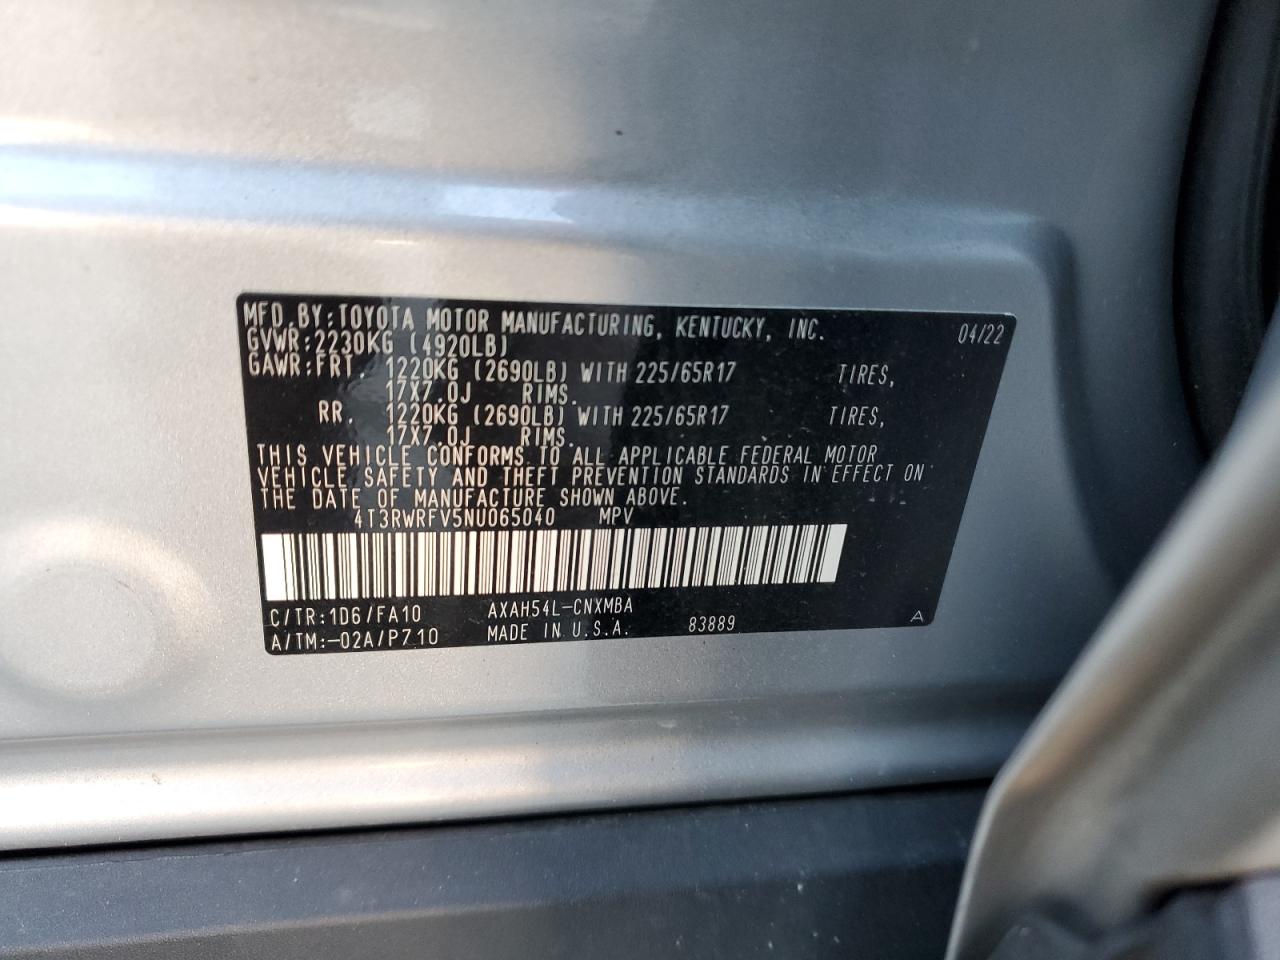 MFD. BY: TOYOTA MOTOR MANUFACTURING, KENTUCKY, INC. 04/22
GVWR: 2230KG (4920LB)
GAWR: FRT. 1220KG (2690LB) WITH 225/65R17 TIRES,
17X7.0J RIMS.
RR. 1220KG (2690LB) WITH 225/65R17 TIRES,
17X7.0J RIMS.
THIS VEHICLE CONFORMS TO ALL APPLICABLE FEDERAL MOTOR
VEHICLE SAFETY AND THEFT PREVENTION STANDARDS IN EFFECT ON
THE DATE OF MANUFACTURE SHOWN ABOVE.
4T3RWRFV5NU065040 MPV
C/TR: 1D6/FA10 AXAH54L-CNXMBA
A/TM:-02A/PZ10 MADE IN U.S.A. 83889 A